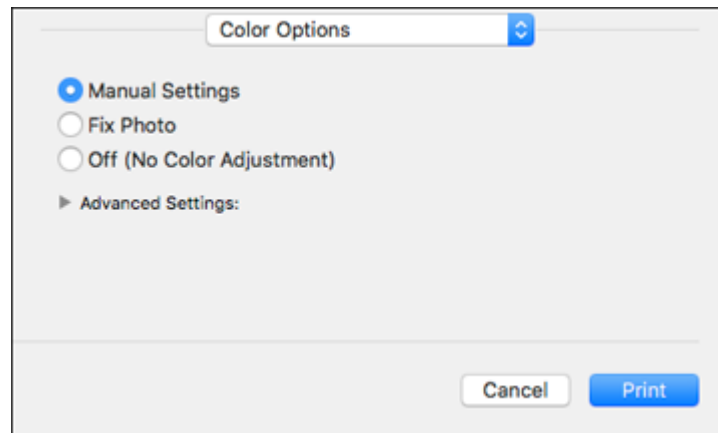 Color Options
Manual Settings
Fix Photo
Off (No Color Adjustment)
Advanced Settings:
Cancel
Print